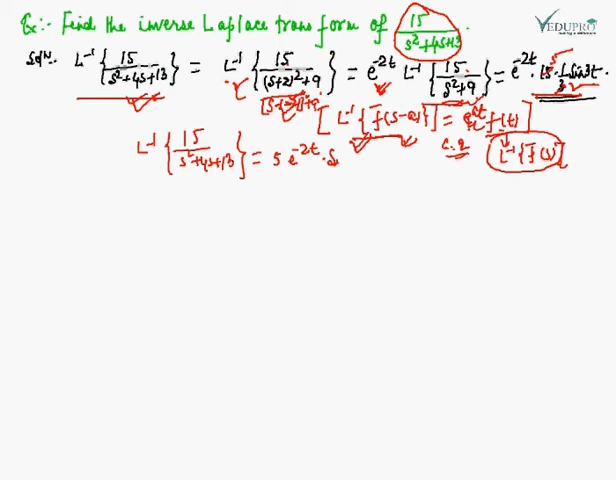 Ex:- Find the inverse Laplace transform of 15/(s²+4s+13).
Soln. L⁻¹{15/(s²+4s+13)} = L⁻¹{15/((s+2)²+9)} = e^(-2t) L⁻¹{15/(s²+9)} = e^(-2t) · 15 · 1/3 sin3t.
[L⁻¹{f̄(s-a)} = e^(at) f(t)]
L⁻¹{f̄(s)}
L⁻¹{15/(s²+4s+13)} = 5 e^(-2t) · s
VEDUPRO